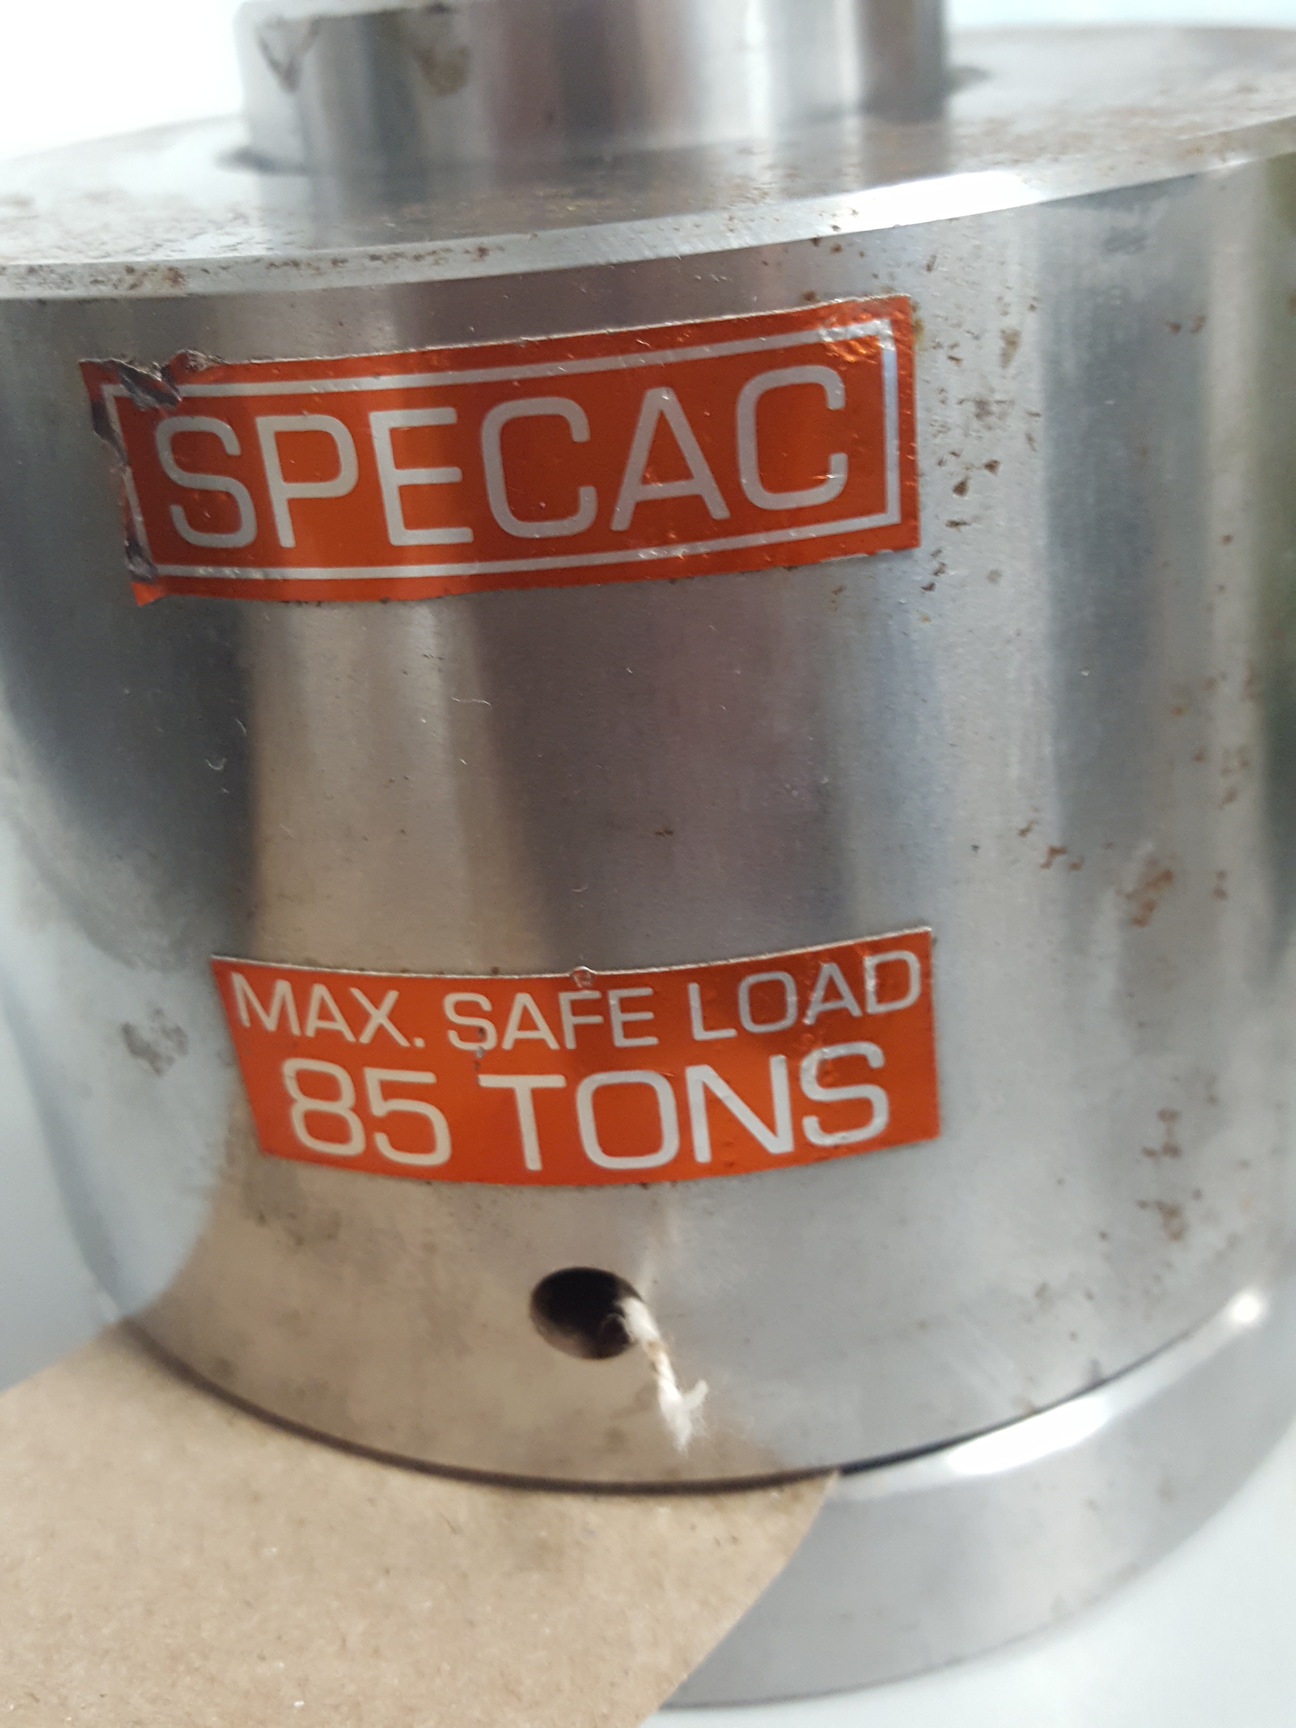 SPECAC
MAX. SAFE LOAD
85 TONS